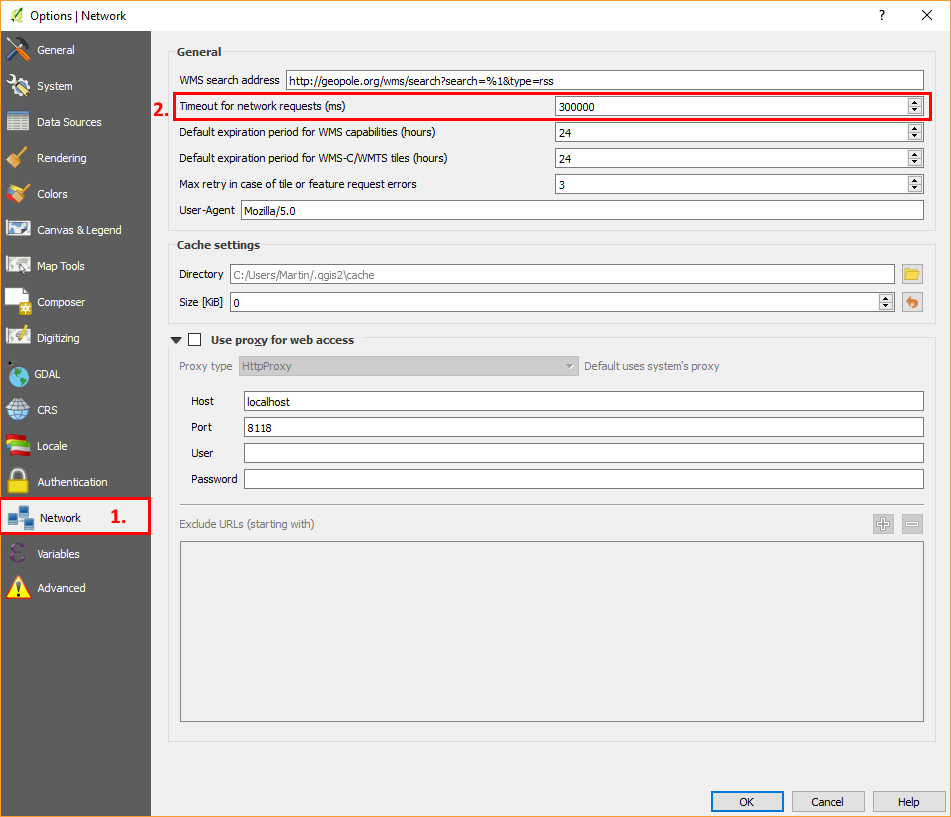 Options | Network
?
General
System
Data Sources
Rendering
Colors
Canvas & Legend
Map Tools
Composer
Digitizing
GDAL
CRS
Locale
Authentication
Network 1.
Variables
Advanced
General
WMS search address http://geopole.org/wms/search?search=%1&type=rss
2. Timeout for network requests (ms) 300000
Default expiration period for WMS capabilities (hours) 24
Default expiration period for WMS-C/WMTS tiles (hours) 24
Max retry in case of tile or feature request errors 3
User-Agent Mozilla/5.0
Cache settings
Directory C:/Users/Martin/.qgis2\cache
Size [KiB] 0
Use proxy for web access
Proxy type HttpProxy Default uses system's proxy
Host localhost
Port 8118
User
Password
Exclude URLs (starting with)
OK Cancel Help